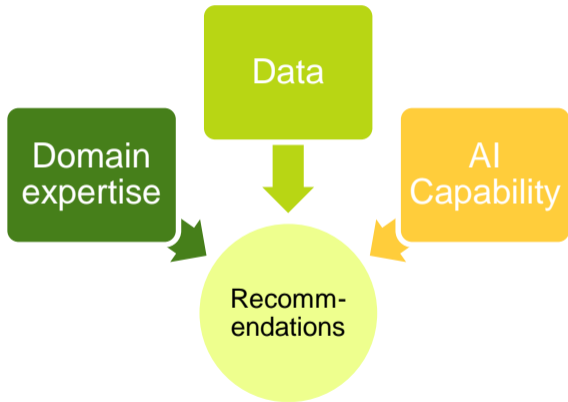 Data
Domain
expertise
AI
Capability
Recomm-
endations